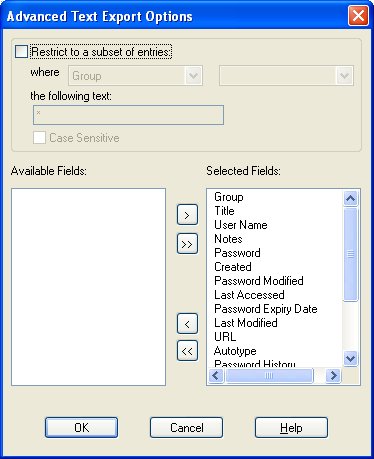 Advanced Text Export Options
Restrict to a subset of entries:
where Group
the following text:
*
Case Sensitive
Available Fields:
Selected Fields:
Group
Title
User Name
Notes
Password
Created
Password Modified
Last Accessed
Password Expiry Date
Last Modified
URL
Autotype
Password History
>
>>
<
<<
OK
Cancel
Help